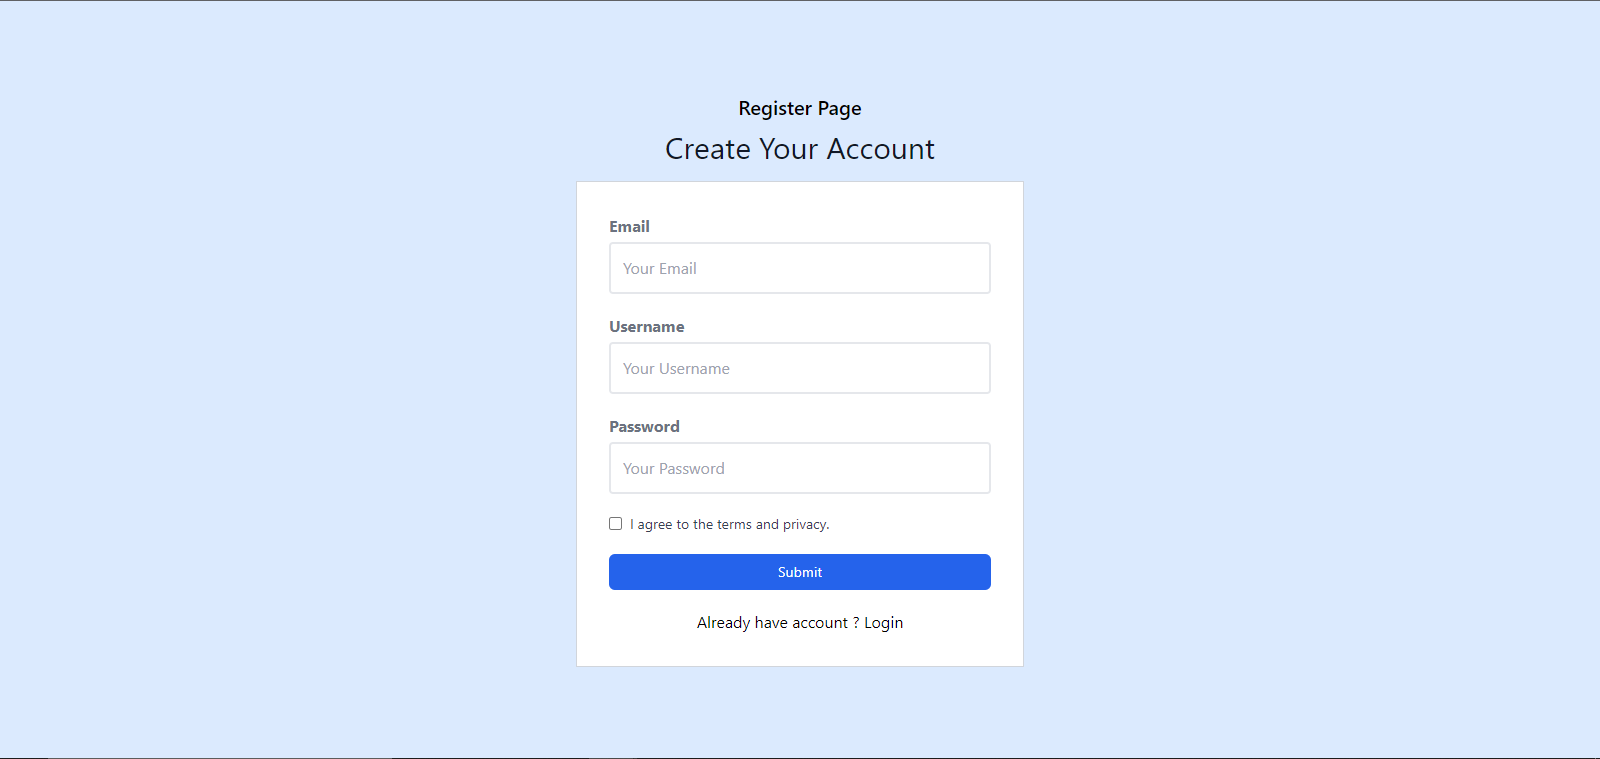 Register Page
Create Your Account
Email
Your Email
Username
Your Username
Password
Your Password
I agree to the terms and privacy.
Submit
Already have account ? Login